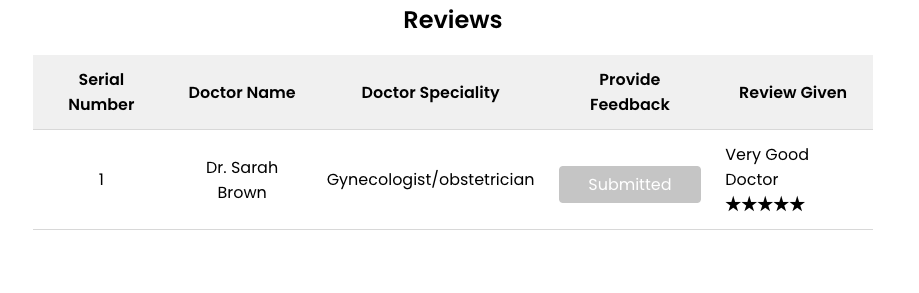 Reviews
Serial
Number
Doctor Name
Doctor Speciality
Provide
Feedback
Review Given
1
Dr. Sarah
Brown
Gynecologist/obstetrician
Submitted
Very Good
Doctor
★★★★★